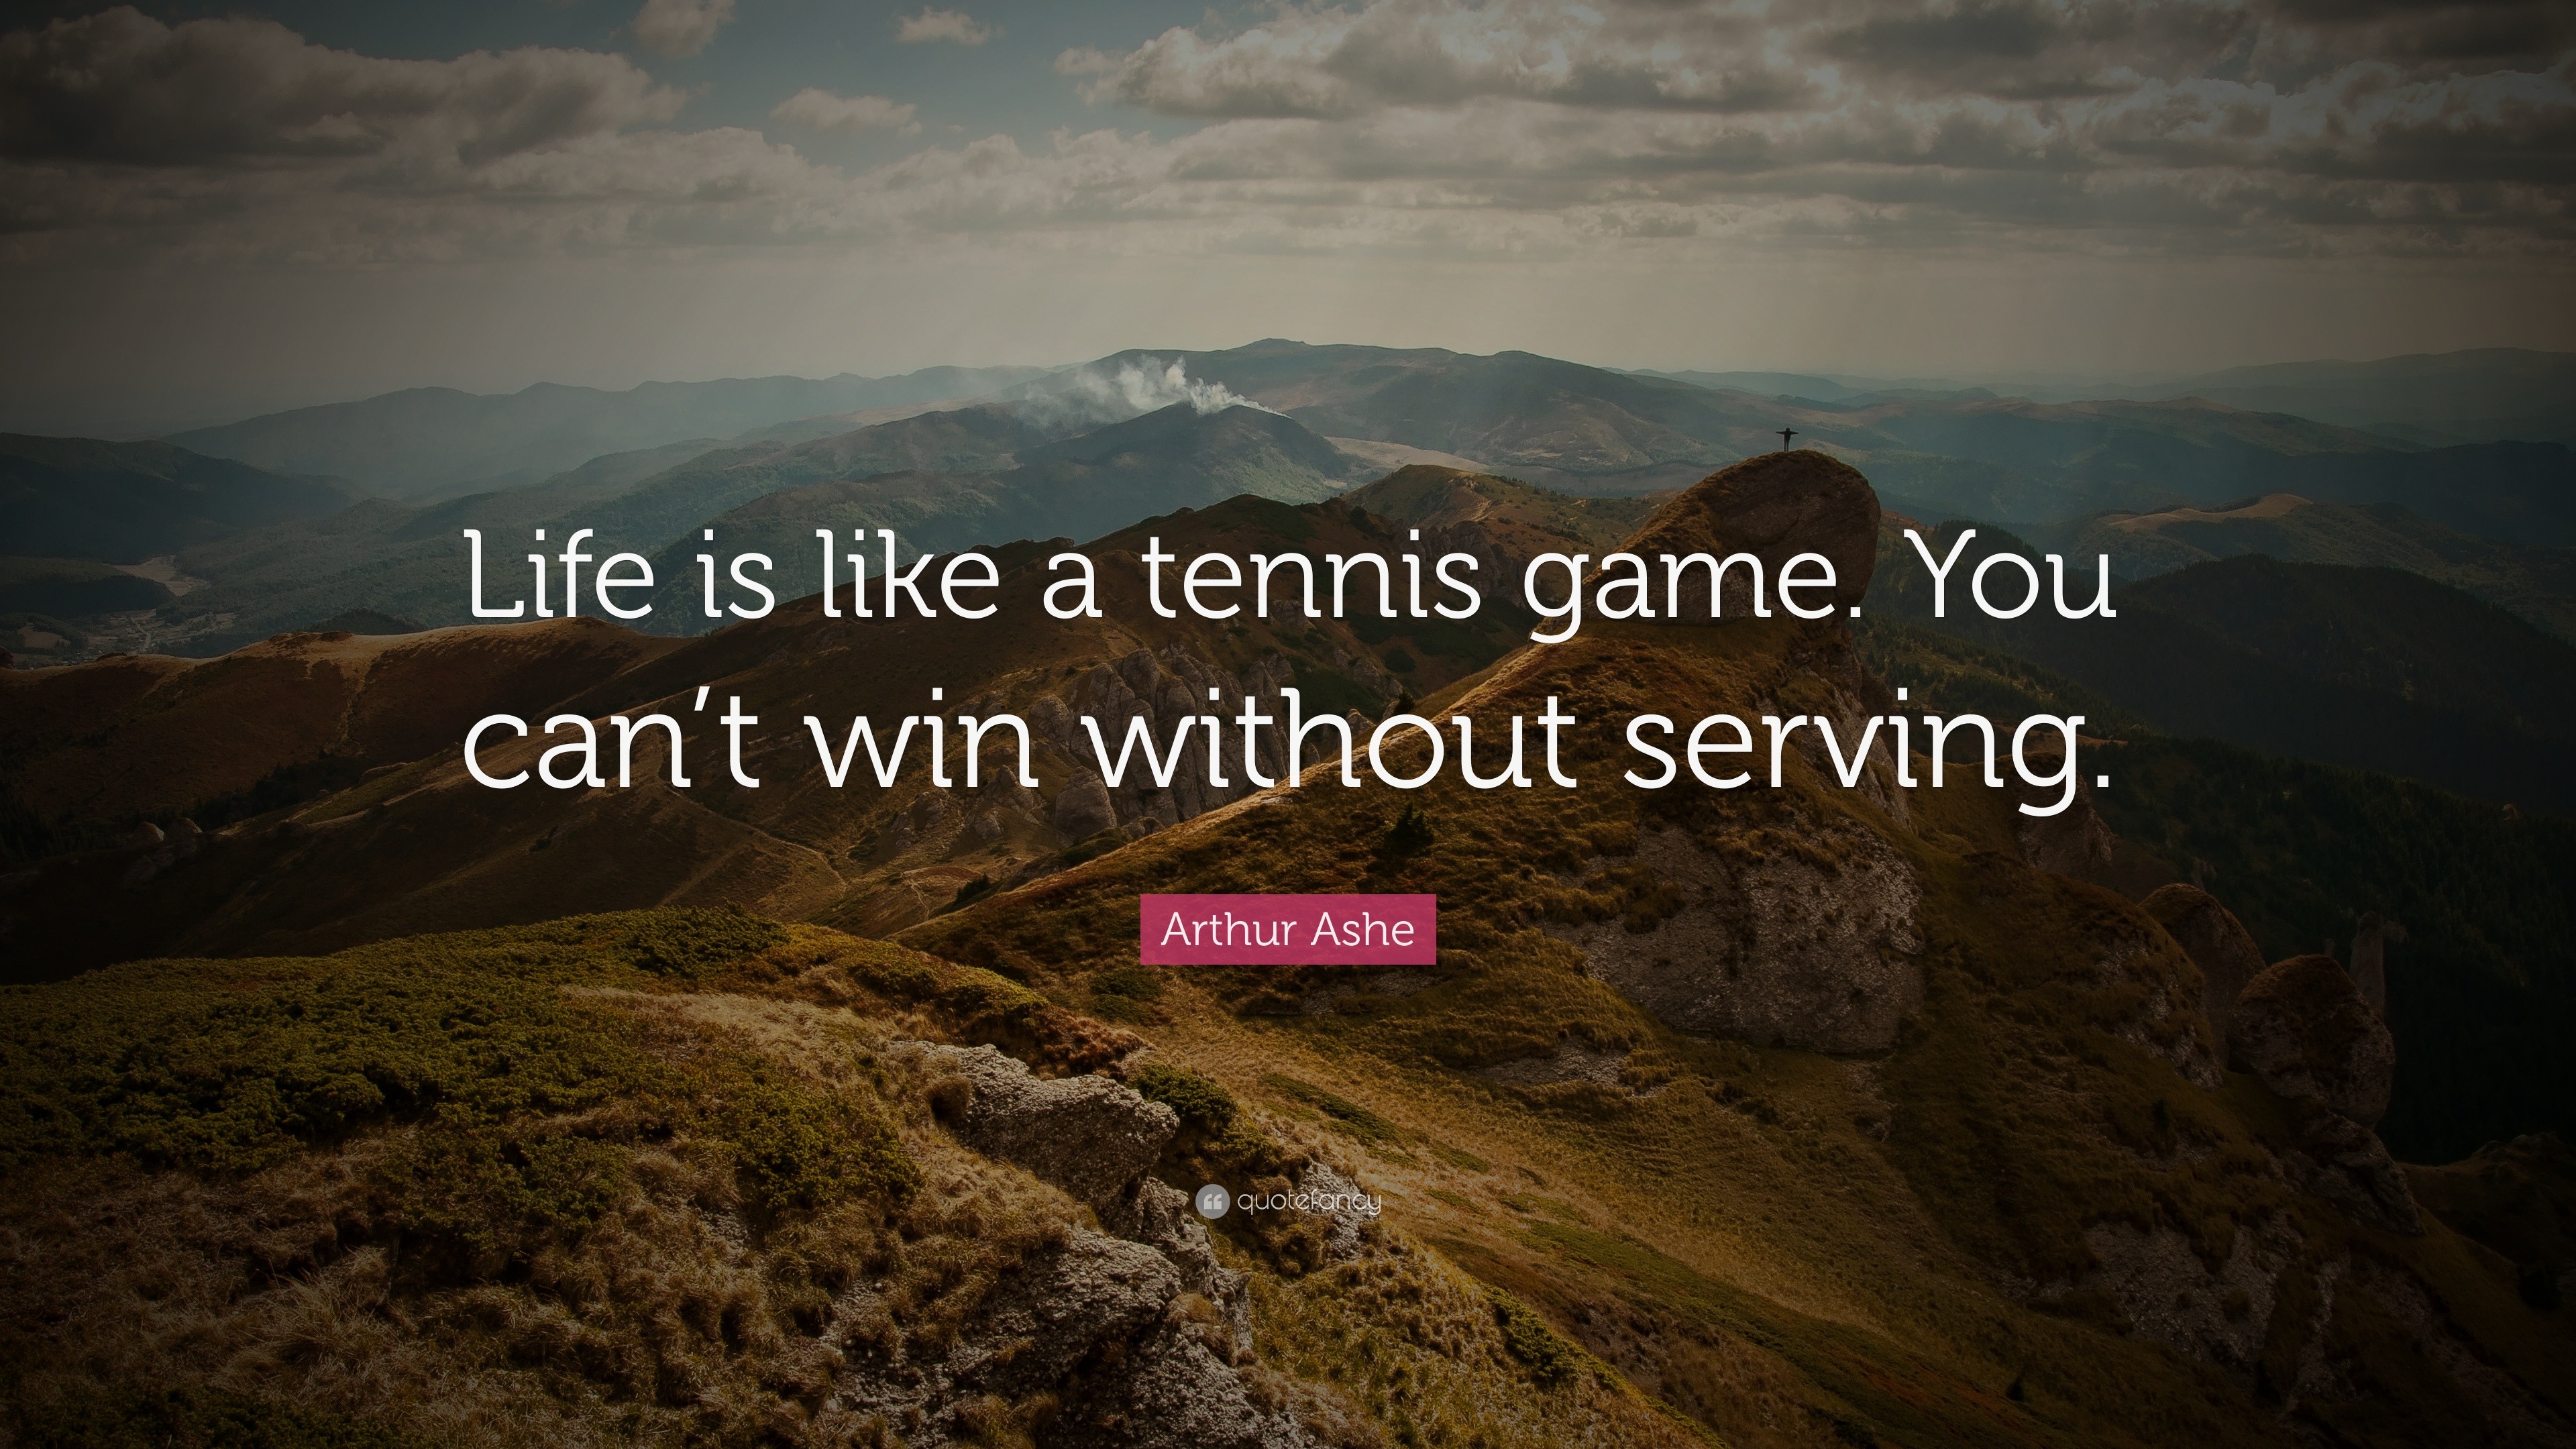 Life is like a tennis game. You
can’t win without serving.
Arthur Ashe
quotefancy